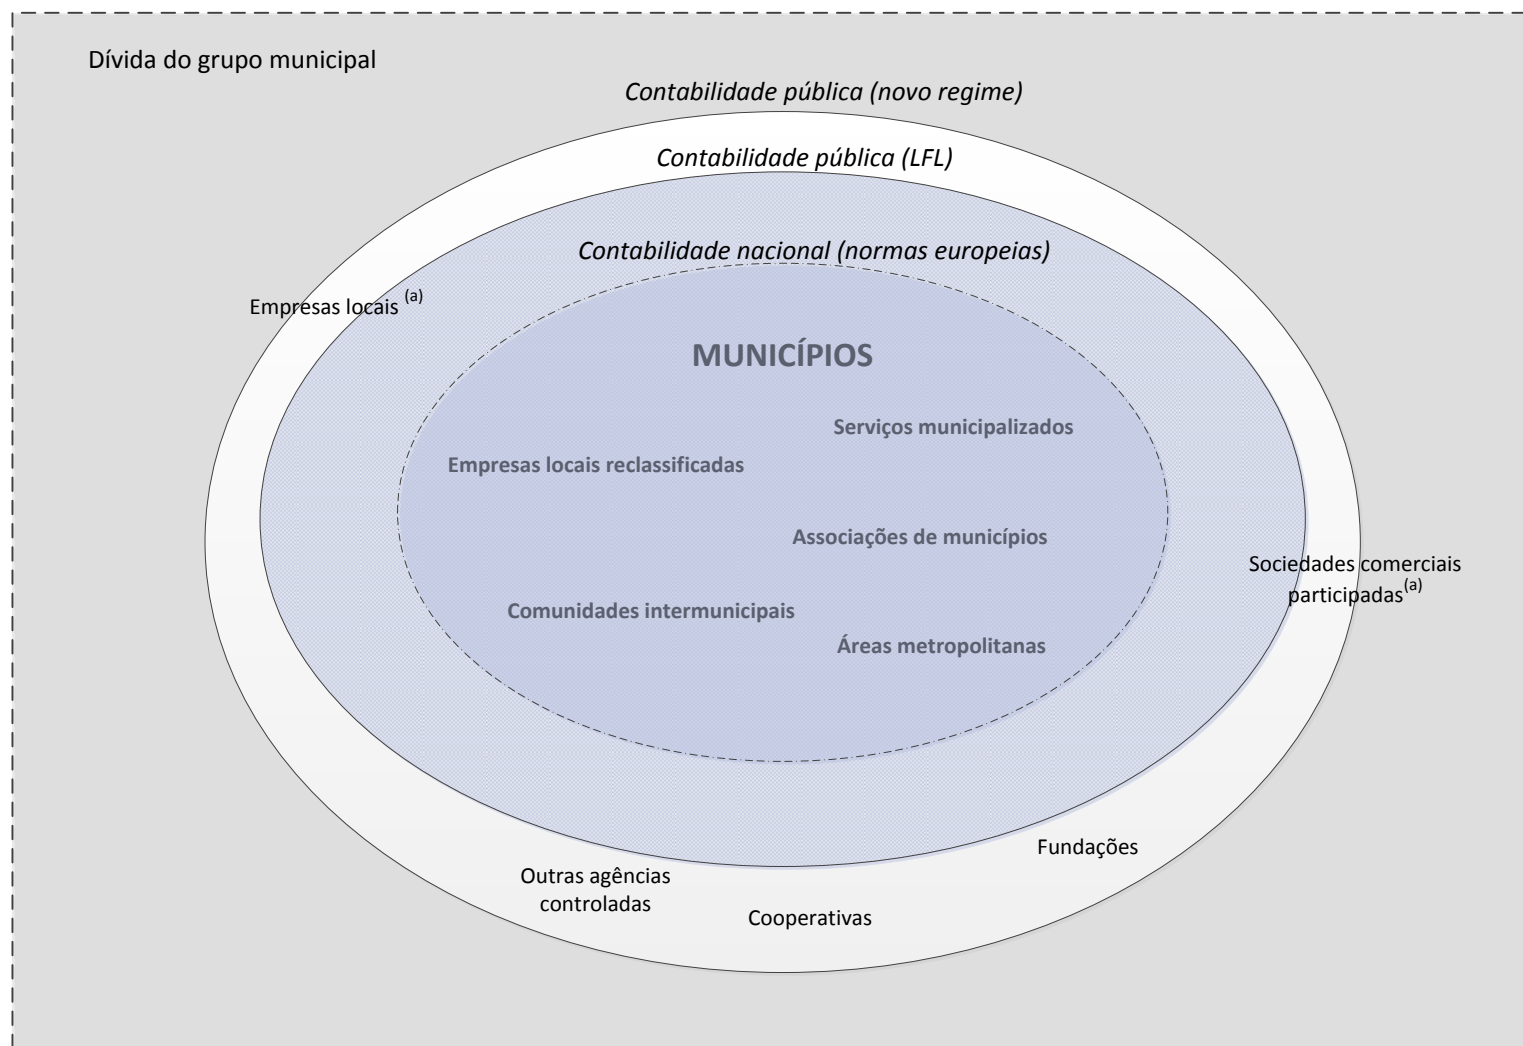 Dívida do grupo municipal
Contabilidade pública (novo regime)
Contabilidade pública (LFL)
Contabilidade nacional (normas europeias)
Empresas locais (a)
MUNICÍPIOS
Serviços municipalizados
Empresas locais reclassificadas
Associações de municípios
Sociedades comerciais
participadas(a)
Comunidades intermunicipais
Áreas metropolitanas
Fundações
Outras agências
controladas
Cooperativas